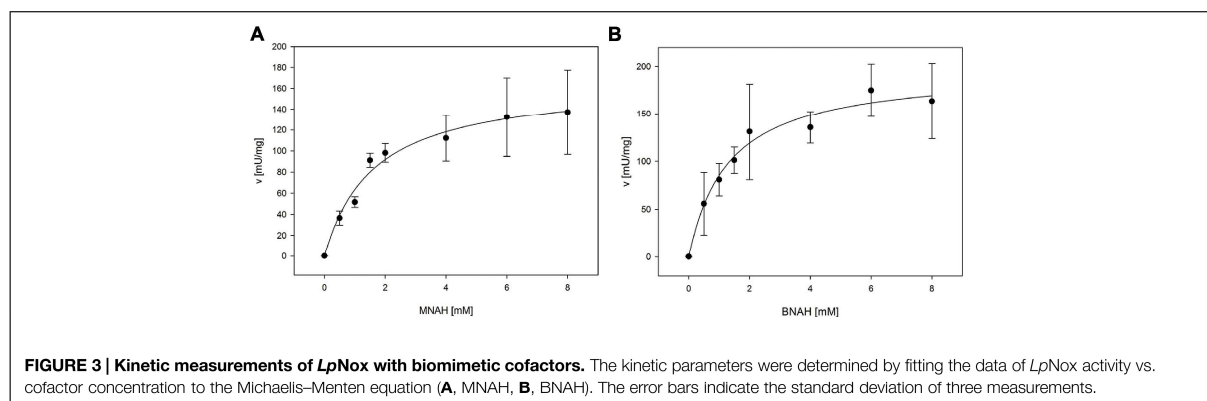 A
B
200
180
160
140
120
100
80
60
40
20
0
v [mU/mg]
0 2 4 6 8
MNAH [mM]
200
150
100
50
0
v [mU/mg]
0 2 4 6 8
BNAH [mM]
FIGURE 3 | Kinetic measurements of LpNox with biomimetic cofactors. The kinetic parameters were determined by fitting the data of LpNox activity vs.
cofactor concentration to the Michaelis–Menten equation (A, MNAH, B, BNAH). The error bars indicate the standard deviation of three measurements.